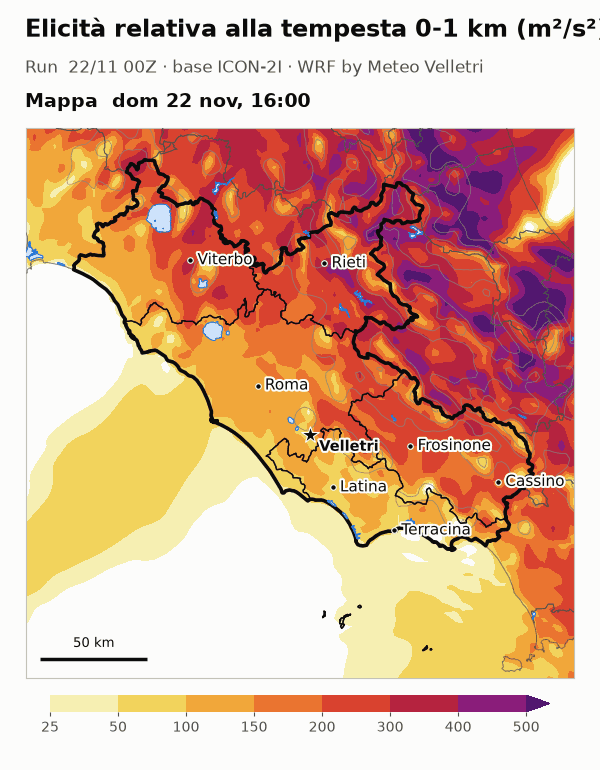 Elicità relativa alla tempesta 0-1 km (m²/s²)
Run 22/11 00Z · base ICON-2I · WRF by Meteo Velletri
Mappa dom 22 nov, 16:00
Viterbo
Rieti
Roma
Velletri
Frosinone
Cassino
Latina
Terracina
50 km
25 50 100 150 200 300 400 500